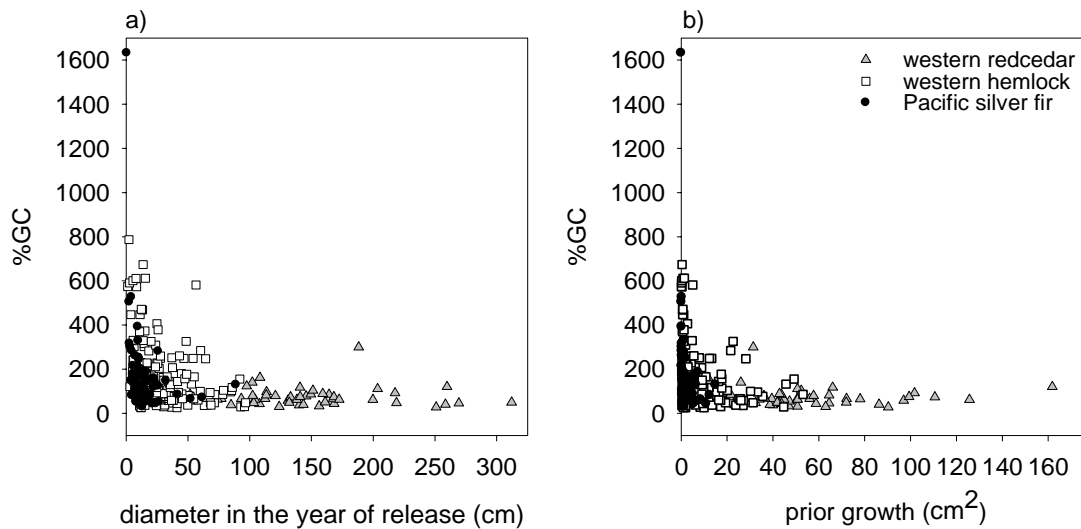 a)
%GC
1600
1400
1200
1000
800
600
400
200
0
0 50 100 150 200 250 300
diameter in the year of release (cm)
b)
western redcedar
western hemlock
Pacific silver fir
%GC
1600
1400
1200
1000
800
600
400
200
0
0 20 40 60 80 100 120 140 160
prior growth (cm²)